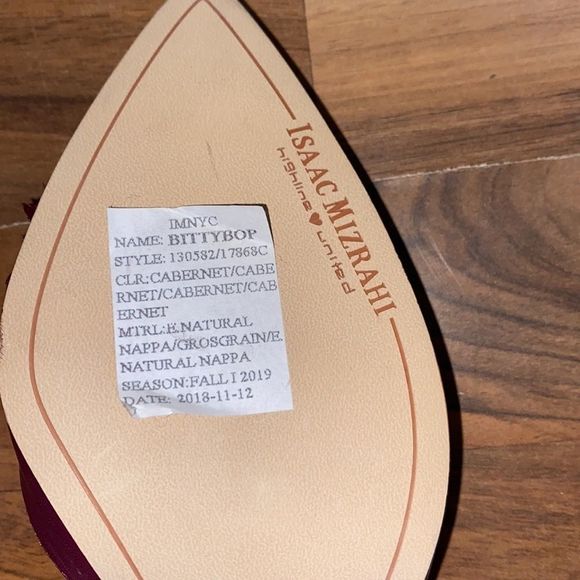 ISAAC MIZRAHI
highline♥united
IMNYC
NAME: BITTYBOP
STYLE: 130582/17868C
CLR:CABERNET/CABE
RNET/CABERNET/CAB
ERNET
MTRL:E.NATURAL
NAPPA/GROSGRAIN/E.
NATURAL NAPPA
SEASON:FALL I 2019
DATE: 2018-11-12